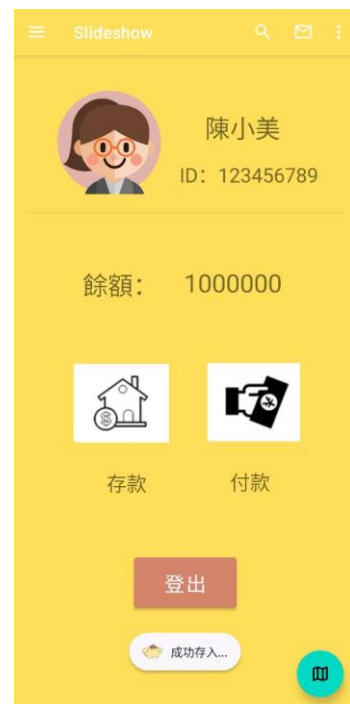 Slideshow
陳小美
ID：123456789
餘額： 1000000
存款 付款
登出
成功存入...